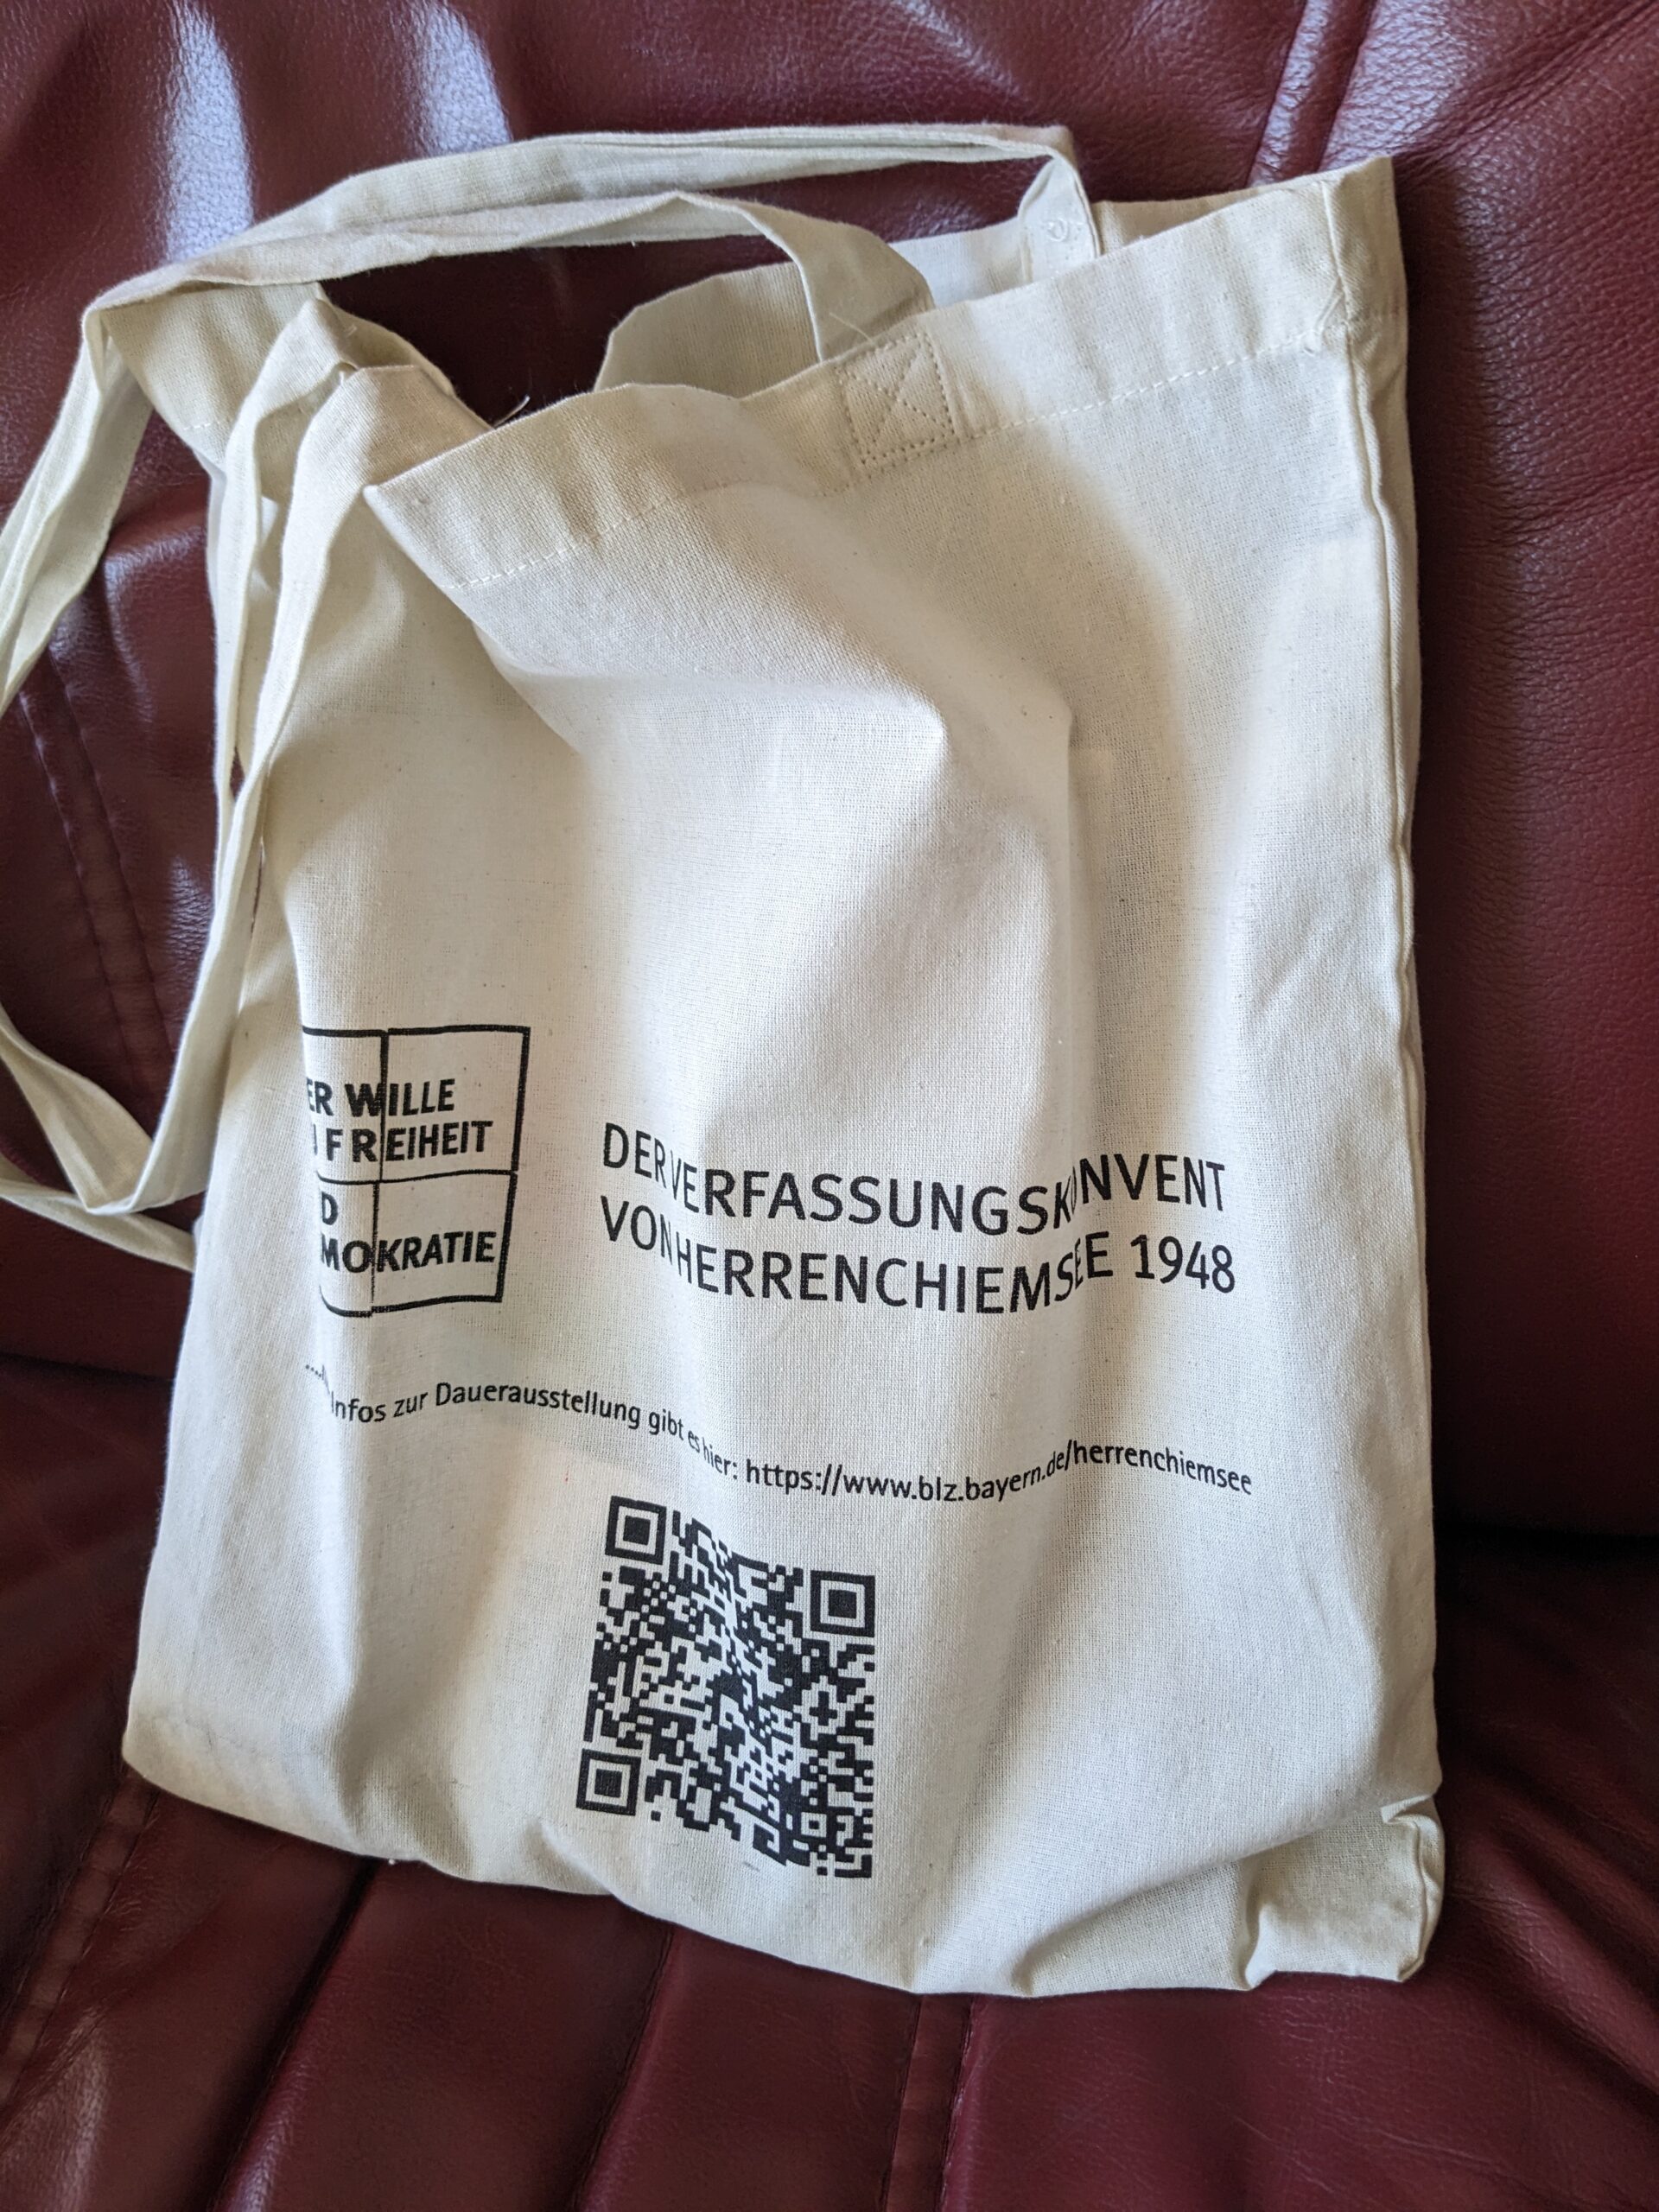 ER WILLE
FREIHEIT
D
MOKRATIE
DER VERFASSUNGSKONVENT
VON HERRENCHIEMSEE 1948
Infos zur Dauerausstellung gibt es hier: https://www.blz.bayern.de/herrenchiemsee